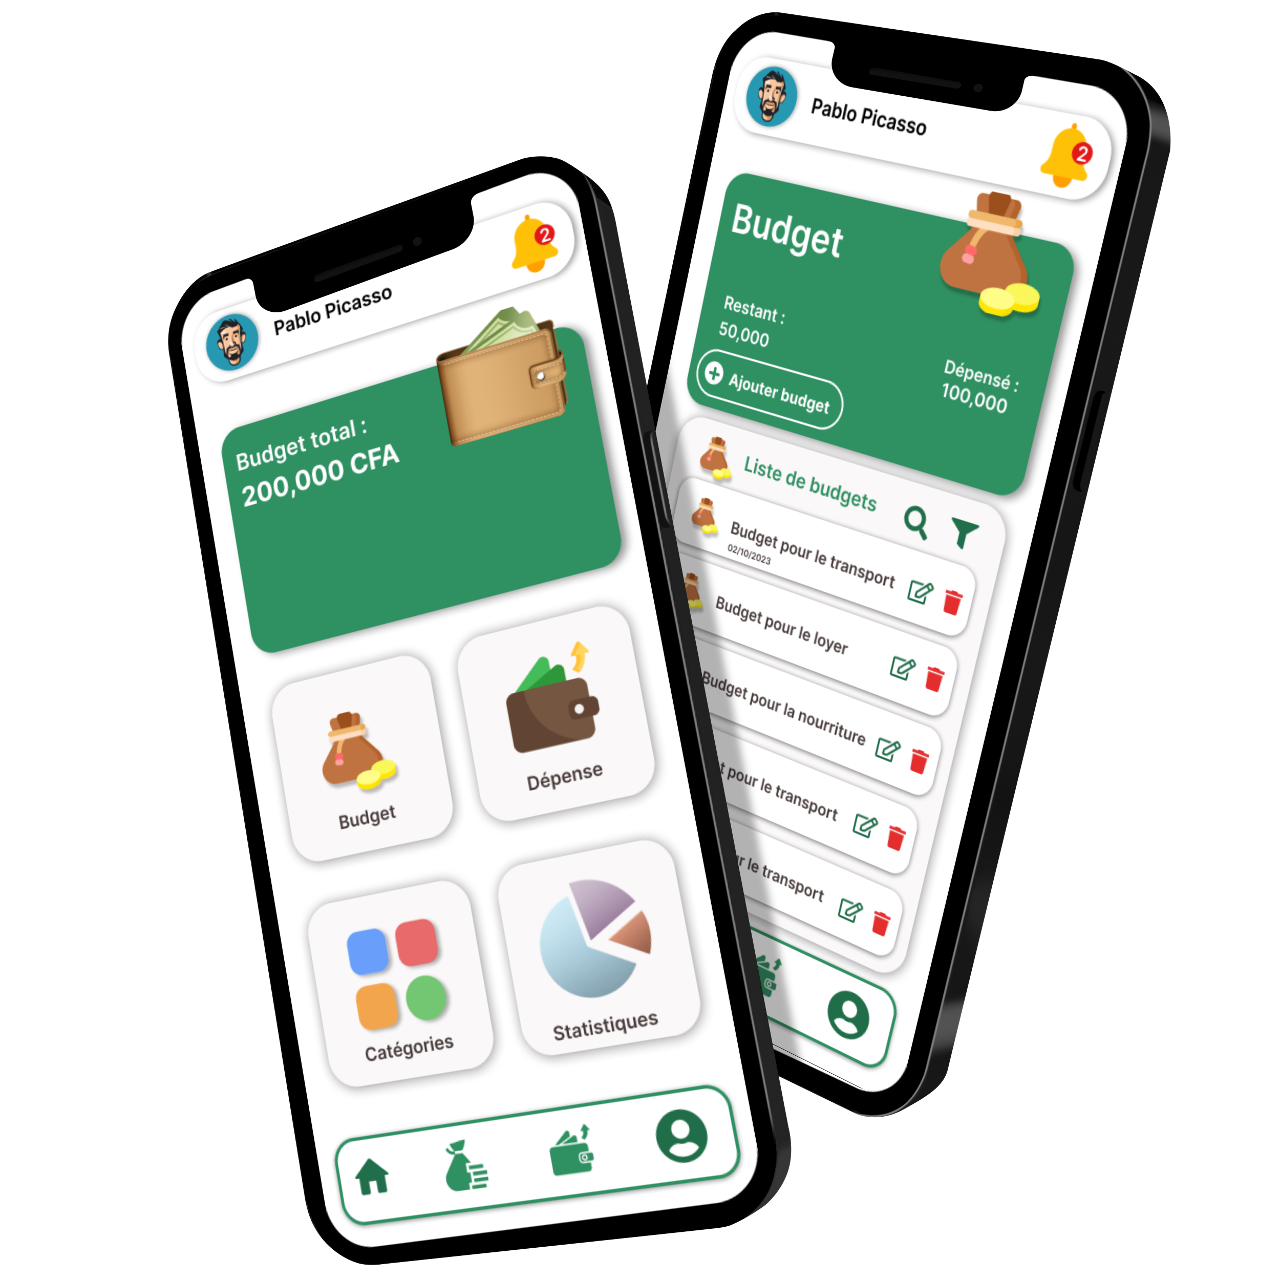 Pablo Picasso
2
Budget total :
200,000 CFA
Budget
Dépense
Catégories
Statistiques
Pablo Picasso
2
Budget
Restant :
50,000
Dépensé :
100,000
Ajouter budget
Liste de budgets
Budget pour le transport
02/10/2023
Budget pour le loyer
Budget pour la nourriture
pour le transport
le transport